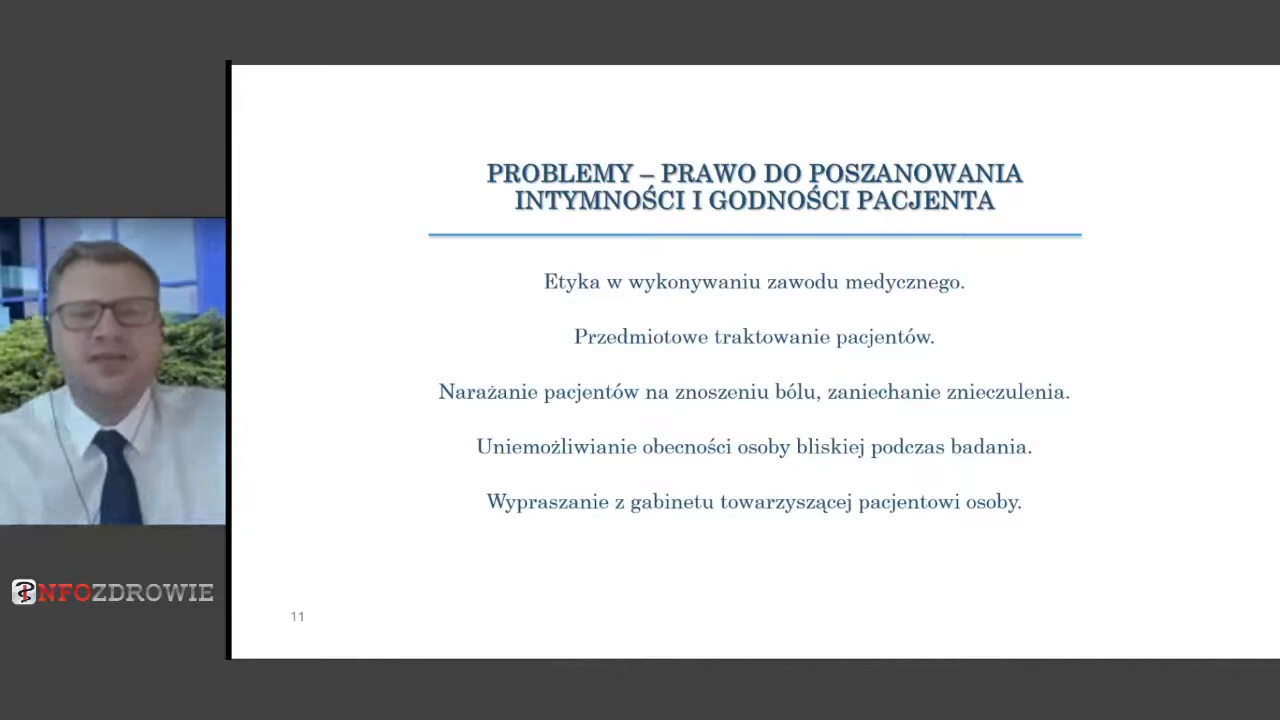 PROBLEMY – PRAWO DO POSZANOWANIA
INTYMNOŚCI I GODNOŚCI PACJENTA
Etyka w wykonywaniu zawodu medycznego.
Przedmiotowe traktowanie pacjentów.
Narażanie pacjentów na znoszeniu bólu, zaniechanie znieczulenia.
Uniemożliwianie obecności osoby bliskiej podczas badania.
Wypraszanie z gabinetu towarzyszącej pacjentowi osoby.
INFOZDROWIE
11